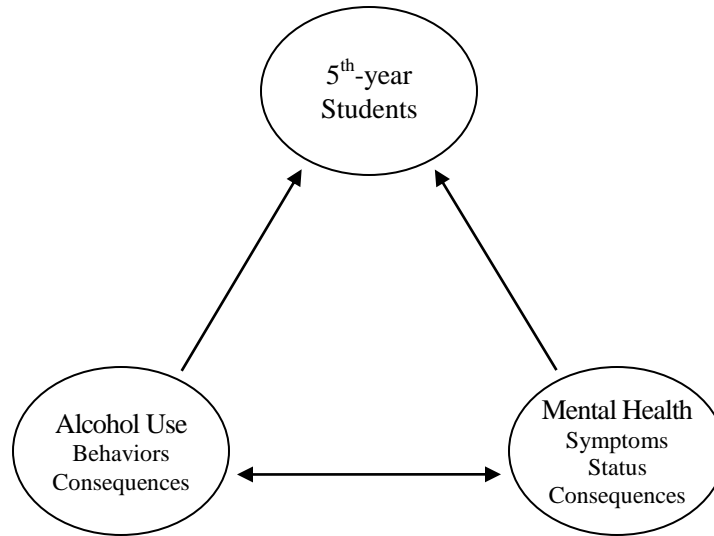 5th-year
Students
Alcohol Use
Behaviors
Consequences
Mental Health
Symptoms
Status
Consequences